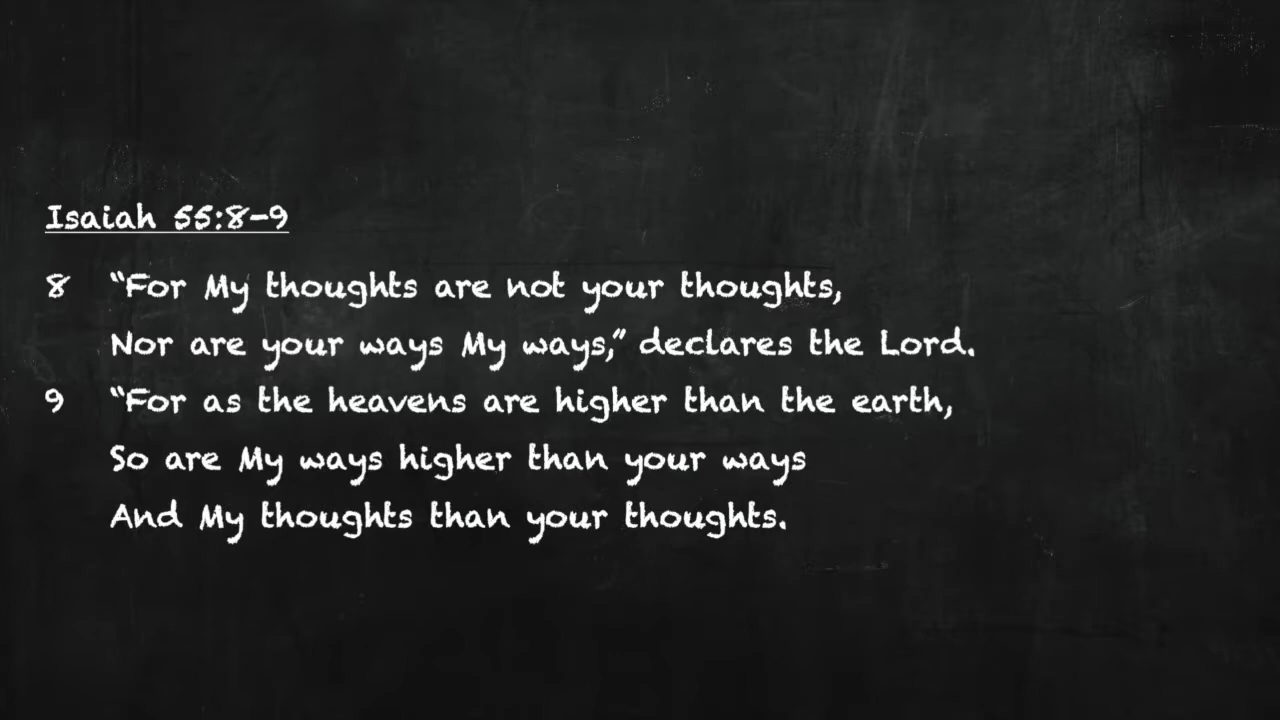 Isaiah 55:8-9
8 “For My thoughts are not your thoughts,
Nor are your ways My ways,” declares the Lord.
9 “For as the heavens are higher than the earth,
So are My ways higher than your ways
And My thoughts than your thoughts.